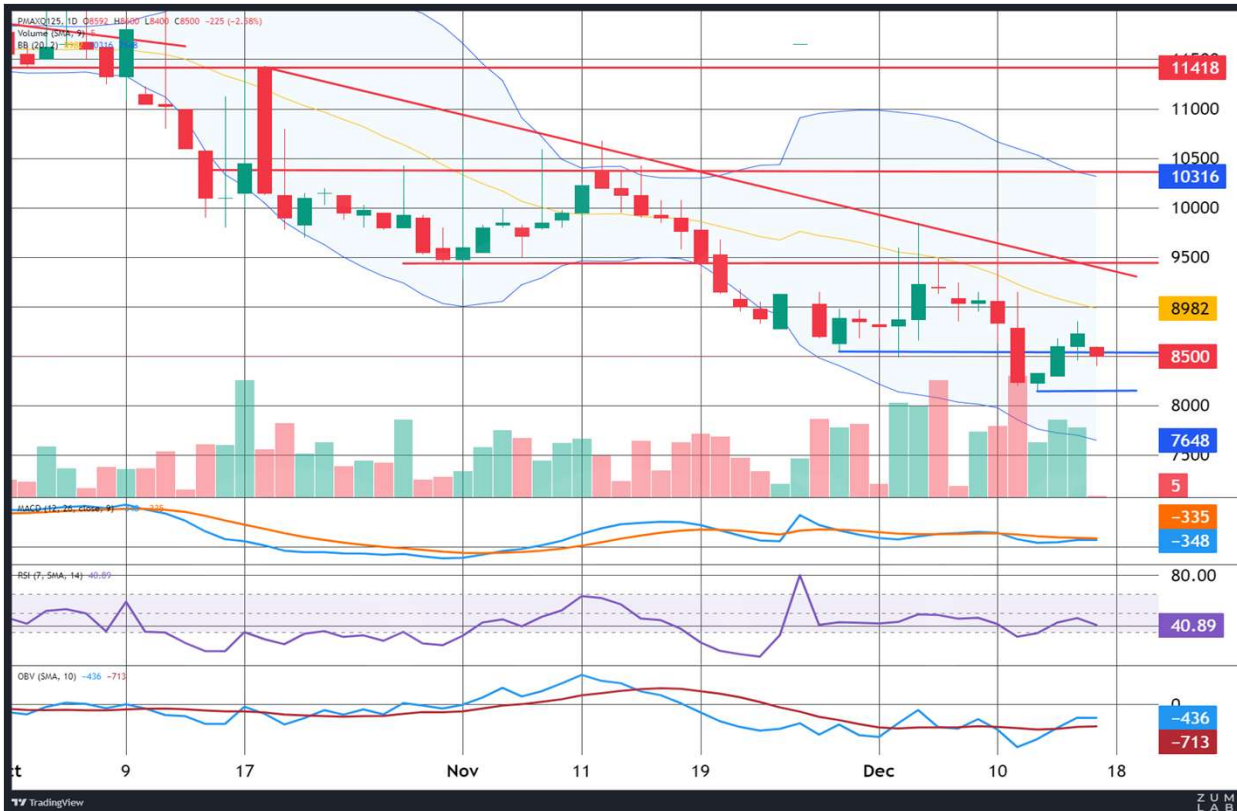 PMAXQ125, 1D O8592 H8600 L8400 C8500 −225 (−2.58%)
Volume (SMA, 9) 5
BB (20, 2) 10316
11500
11418
11000
10500
10316
10000
9500
8982
8500
8000
7648
7500
5
MACD (12, 26, close, 9)
−335
−348
RSI (7, SMA, 14) 40.89
80.00
40.89
OBV (SMA, 10) −436 −713
0
−436
−713
9 17 Nov 11 19 Dec 10 18
TradingView
ZUM
LAB